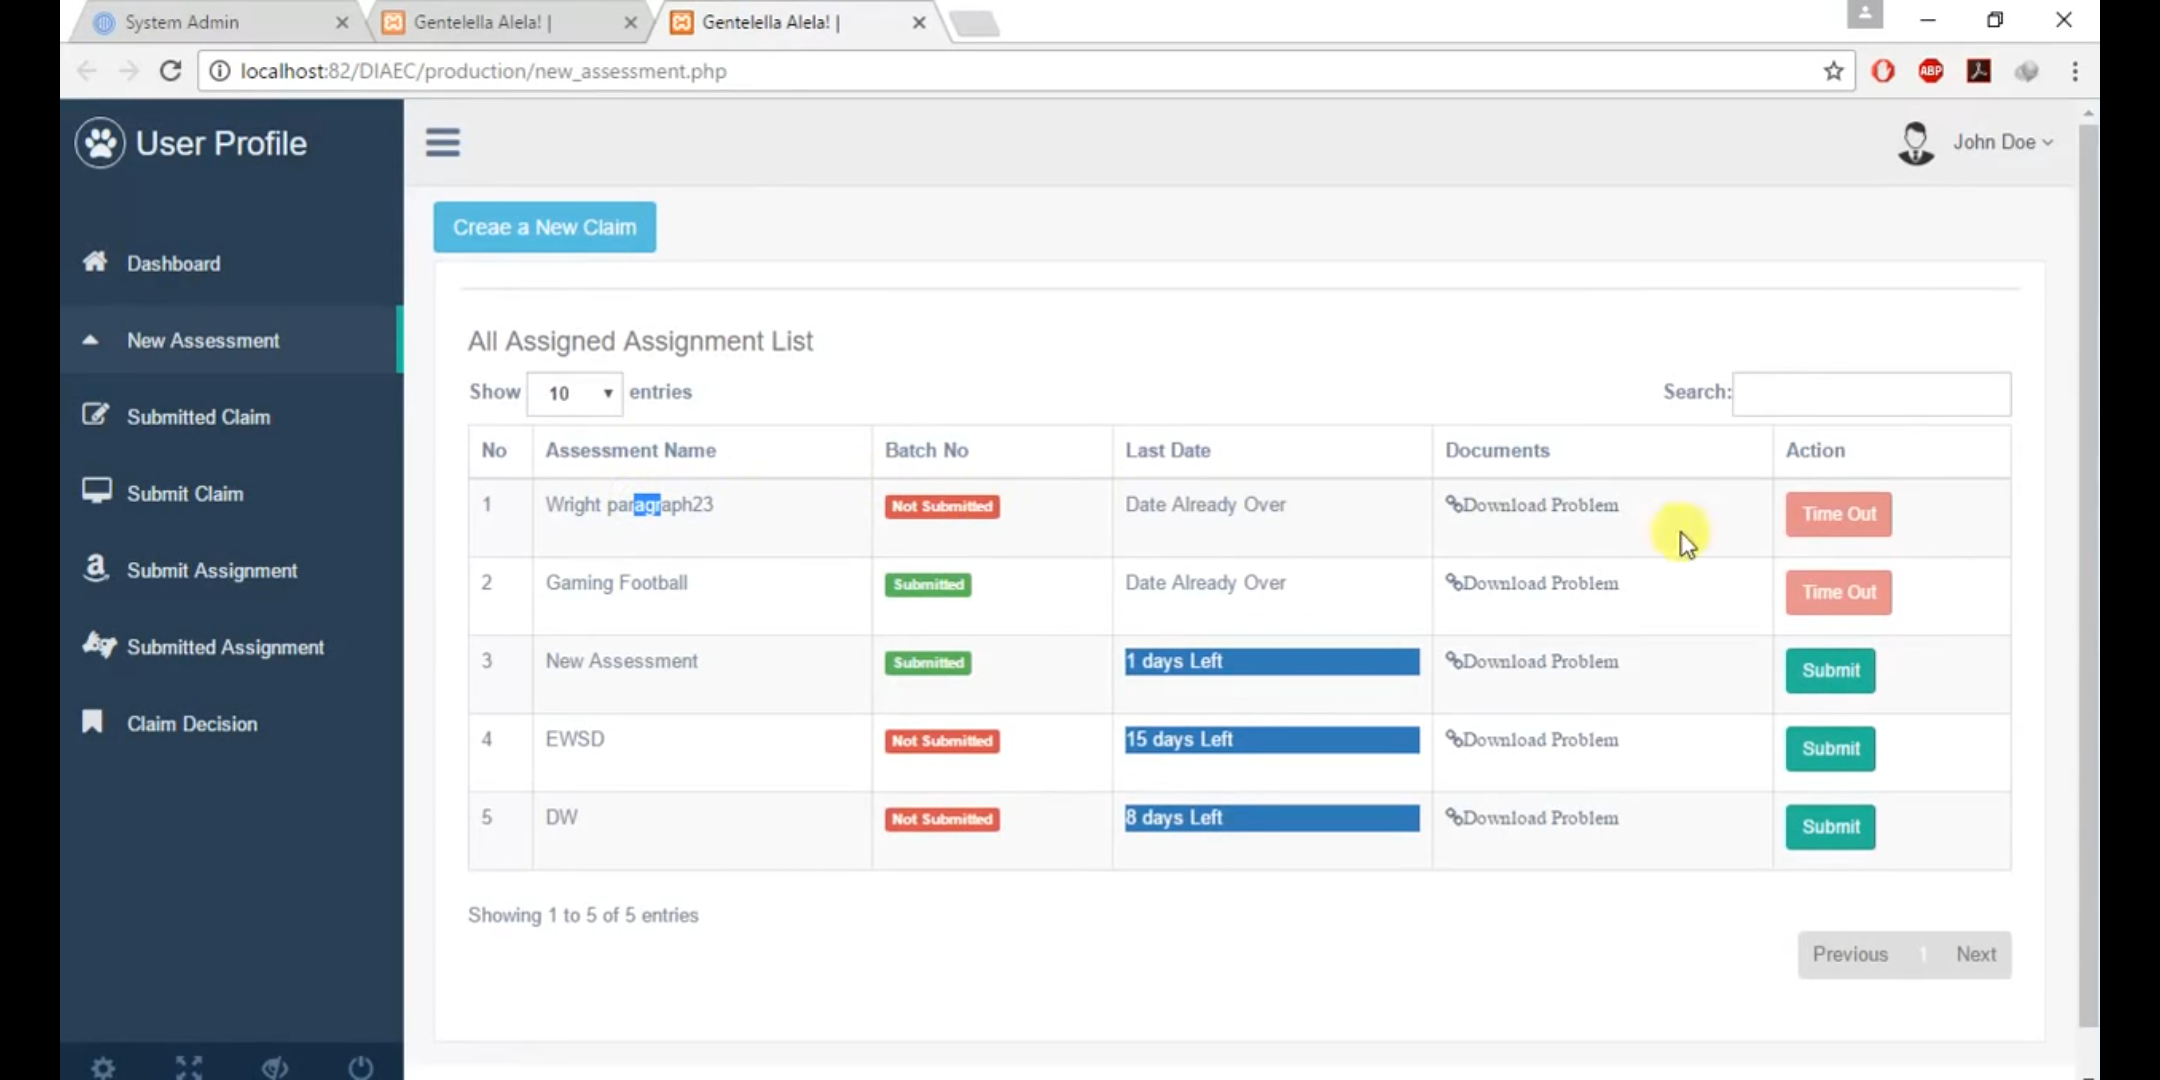 System Admin
Gentelella Alela! |
Gentelella Alela! |
localhost:82/DIAEC/production/new_assessment.php
ABP
User Profile
John Doe
Creae a New Claim
Dashboard
New Assessment
Submitted Claim
Submit Claim
Submit Assignment
Submitted Assignment
Claim Decision
All Assigned Assignment List
Show 10 entries
Search:
No Assessment Name Batch No Last Date Documents Action
1 Wright paragraph23 Not Submitted Date Already Over Download Problem Time Out
2 Gaming Football Submitted Date Already Over Download Problem Time Out
3 New Assessment Submitted 1 days Left Download Problem Submit
4 EWSD Not Submitted 15 days Left Download Problem Submit
5 DW Not Submitted 8 days Left Download Problem Submit
Showing 1 to 5 of 5 entries
Previous 1 Next